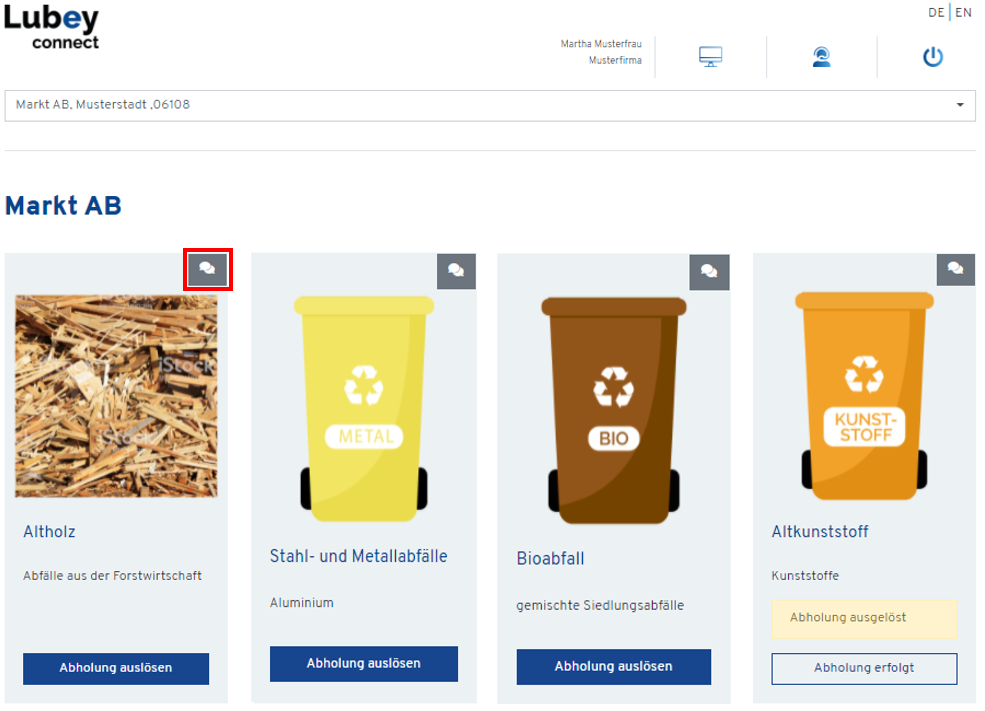 Lubey
connect
DE | EN
Martha Musterfrau
Musterfirma
Markt AB, Musterstadt ,06108
Markt AB
iStock
iStock
METAL
BIO
KUNST-
STOFF
Altholz
Abfälle aus der Forstwirtschaft
Abholung auslösen
Stahl- und Metallabfälle
Aluminium
Abholung auslösen
Bioabfall
gemischte Siedlungsabfälle
Abholung auslösen
Altkunststoff
Kunststoffe
Abholung ausgelöst
Abholung erfolgt